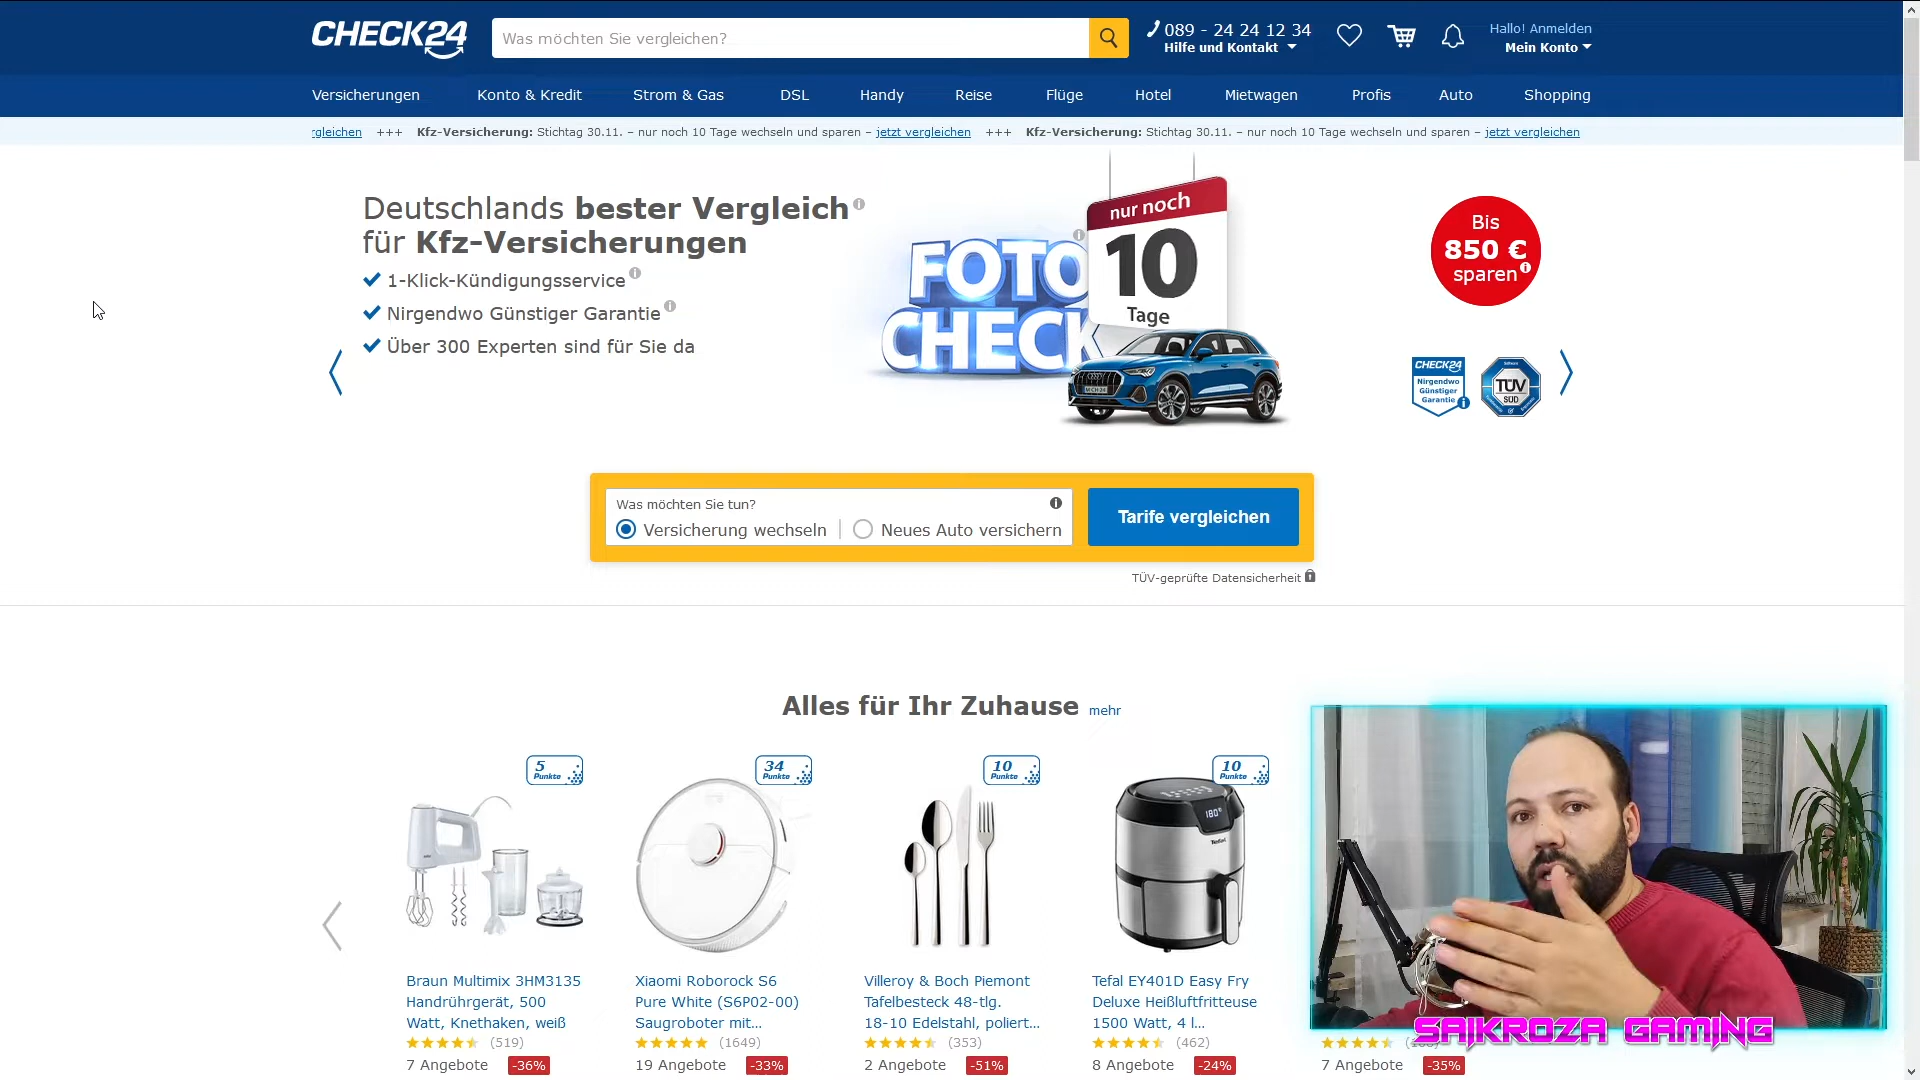 CHECK24
Was möchten Sie vergleichen?
089 - 24 24 12 34
Hilfe und Kontakt
Hallo! Anmelden
Mein Konto
Versicherungen
Konto & Kredit
Strom & Gas
DSL
Handy
Reise
Flüge
Hotel
Mietwagen
Profis
Auto
Shopping
rgleichen +++ Kfz-Versicherung: Stichtag 30.11. – nur noch 10 Tage wechseln und sparen – jetzt vergleichen +++ Kfz-Versicherung: Stichtag 30.11. – nur noch 10 Tage wechseln und sparen – jetzt vergleichen
Deutschlands bester Vergleich
für Kfz-Versicherungen
1-Klick-Kündigungsservice
Nirgendwo Günstiger Garantie
Über 300 Experten sind für Sie da
FOTO
CHECK
nur noch
10
Tage
Bis
850 €
sparen
CHECK24
Nirgendwo
Günstiger
Garantie
TÜV
SÜD
Was möchten Sie tun?
Versicherung wechseln
Neues Auto versichern
Tarife vergleichen
TÜV-geprüfte Datensicherheit
Alles für Ihr Zuhause mehr
5
Punkte
34
Punkte
10
Punkte
10
Punkte
180°
Tefal
Braun Multimix 3HM3135
Handrührgerät, 500
Watt, Knethaken, weiß
(519)
7 Angebote -36%
Xiaomi Roborock S6
Pure White (S6P02-00)
Saugroboter mit...
(1649)
19 Angebote -33%
Villeroy & Boch Piemont
Tafelbesteck 48-tlg.
18-10 Edelstahl, poliert...
(353)
2 Angebote -51%
Tefal EY401D Easy Fry
Deluxe Heißluftfritteuse
1500 Watt, 4 l...
(462)
8 Angebote -24%
SAIKROZA GAMING
7 Angebote -35%